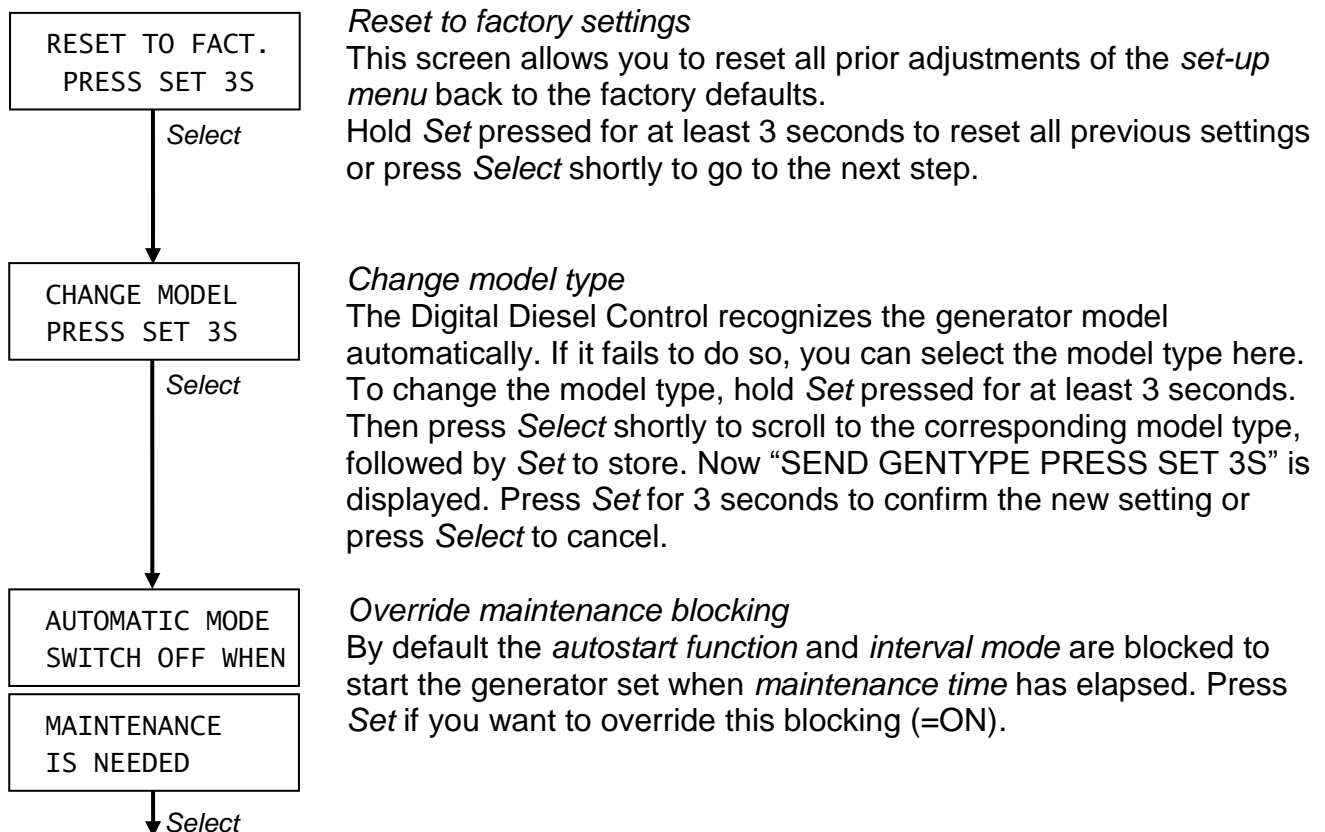 RESET TO FACT.
PRESS SET 3S
Select
Reset to factory settings
This screen allows you to reset all prior adjustments of the set-up
menu back to the factory defaults.
Hold Set pressed for at least 3 seconds to reset all previous settings
or press Select shortly to go to the next step.
CHANGE MODEL
PRESS SET 3S
Select
Change model type
The Digital Diesel Control recognizes the generator model
automatically. If it fails to do so, you can select the model type here.
To change the model type, hold Set pressed for at least 3 seconds.
Then press Select shortly to scroll to the corresponding model type,
followed by Set to store. Now “SEND GENTYPE PRESS SET 3S” is
displayed. Press Set for 3 seconds to confirm the new setting or
press Select to cancel.
AUTOMATIC MODE
SWITCH OFF WHEN
MAINTENANCE
IS NEEDED
Select
Override maintenance blocking
By default the autostart function and interval mode are blocked to
start the generator set when maintenance time has elapsed. Press
Set if you want to override this blocking (=ON).